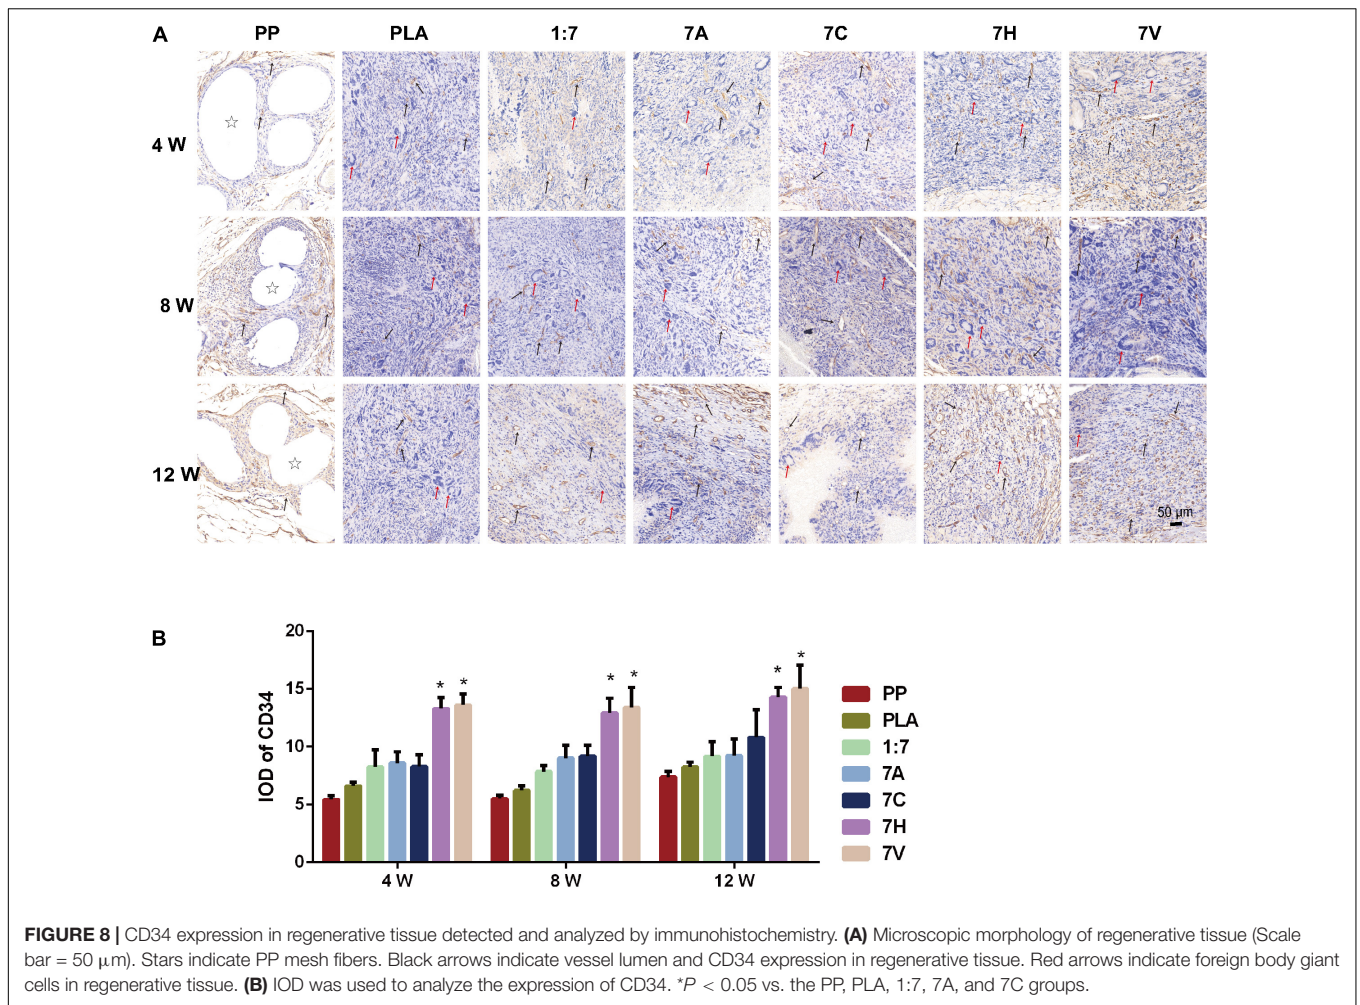 A
PP PLA 1:7 7A 7C 7H 7V
4 W
8 W
12 W
50 μm
B
IOD of CD34
20
15
10
5
0
* * * * * *
4 W 8 W 12 W
PP
PLA
1:7
7A
7C
7H
7V
FIGURE 8 | CD34 expression in regenerative tissue detected and analyzed by immunohistochemistry. (A) Microscopic morphology of regenerative tissue (Scale
bar = 50 μm). Stars indicate PP mesh fibers. Black arrows indicate vessel lumen and CD34 expression in regenerative tissue. Red arrows indicate foreign body giant
cells in regenerative tissue. (B) IOD was used to analyze the expression of CD34. *P < 0.05 vs. the PP, PLA, 1:7, 7A, and 7C groups.